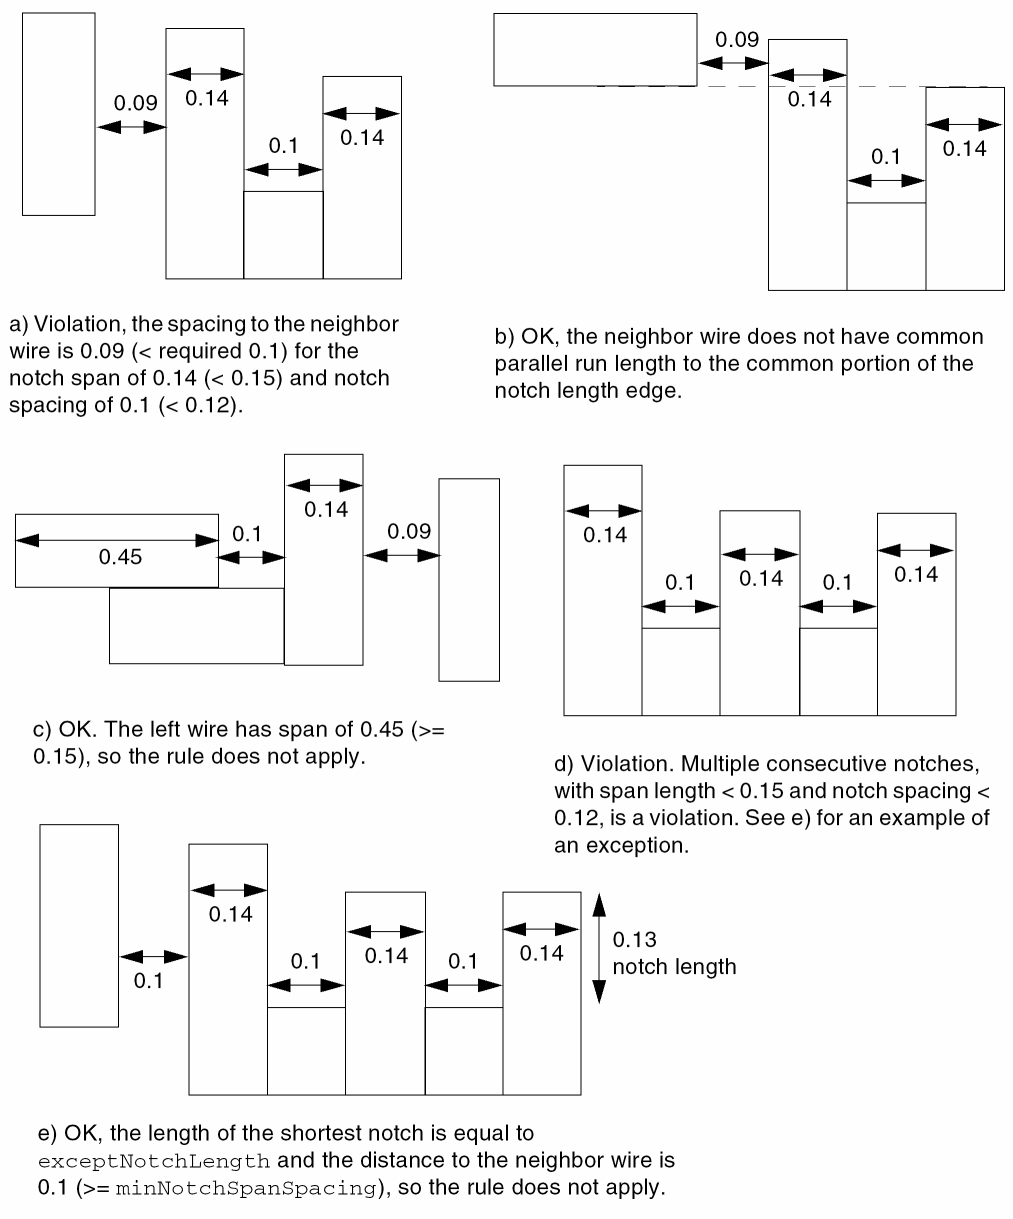 0.09
0.14
0.1
0.14
a) Violation, the spacing to the neighbor
wire is 0.09 (< required 0.1) for the
notch span of 0.14 (< 0.15) and notch
spacing of 0.1 (< 0.12).
0.09
0.14
0.1
0.14
b) OK, the neighbor wire does not have common
parallel run length to the common portion of the
notch length edge.
0.45
0.1
0.14
0.09
c) OK. The left wire has span of 0.45 (>=
0.15), so the rule does not apply.
0.14
0.1
0.14
0.1
0.14
d) Violation. Multiple consecutive notches,
with span length < 0.15 and notch spacing <
0.12, is a violation. See e) for an example of
an exception.
0.1
0.14
0.1
0.14
0.1
0.14
0.13
notch length
e) OK, the length of the shortest notch is equal to
exceptNotchLength and the distance to the neighbor wire is
0.1 (>= minNotchSpanSpacing), so the rule does not apply.